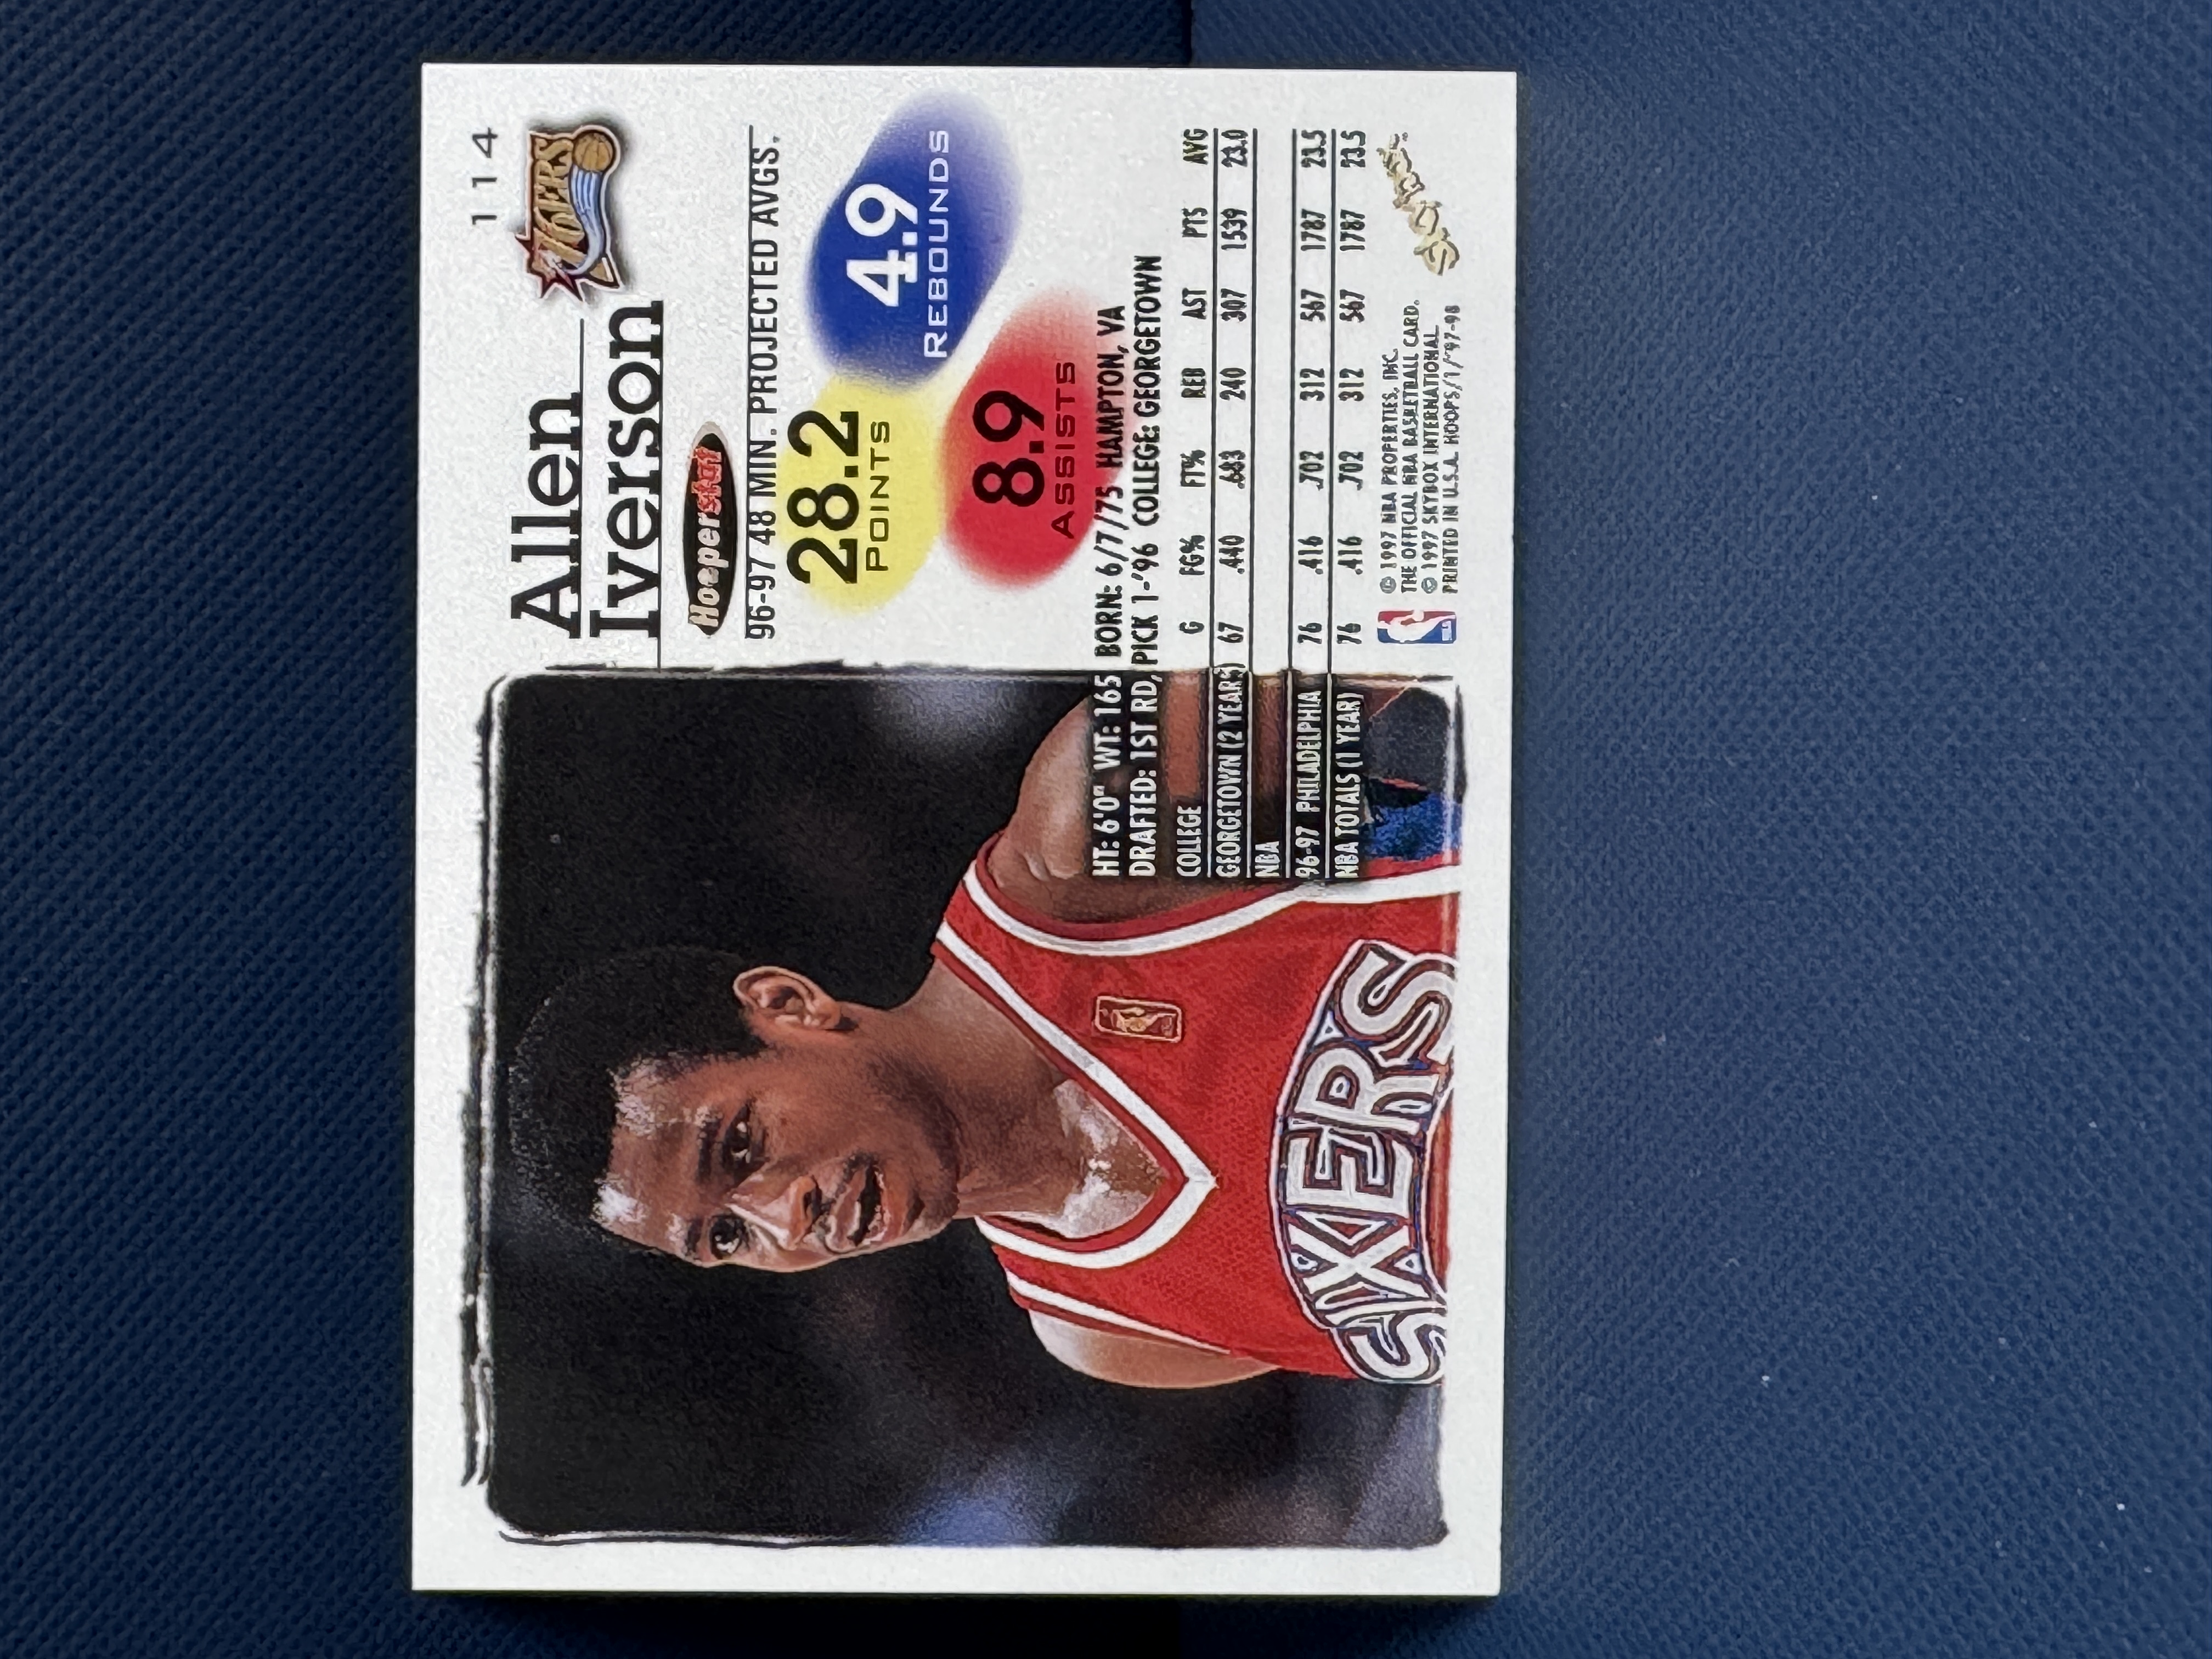 114
Allen
76ERS
Iverson
Hooperstat
96-97 48 MIN. PROJECTED AVGS.
28.2
POINTS
4.9
REBOUNDS
8.9
ASSISTS
HT: 6'0" WT: 165 BORN: 6/7/75 HAMPTON, VA
DRAFTED: 1ST RD, PICK 1-'96 COLLEGE: GEORGETOWN
COLLEGE G FG% FT% REB AST PTS AVG
GEORGETOWN (2 YEARS) 67 .440 .683 240 307 1539 23.0
NBA
96-97 PHILADELPHIA 76 .416 .702 312 567 1787 23.5
NBA TOTALS (1 YEAR) 76 .416 .702 312 567 1787 23.5
SIXERS
© 1997 NBA PROPERTIES, INC.
THE OFFICIAL NBA BASKETBALL CARD.
© 1997 SKYBOX INTERNATIONAL
PRINTED IN U.S.A. HOOPS/1/'97-98
SKYBOX